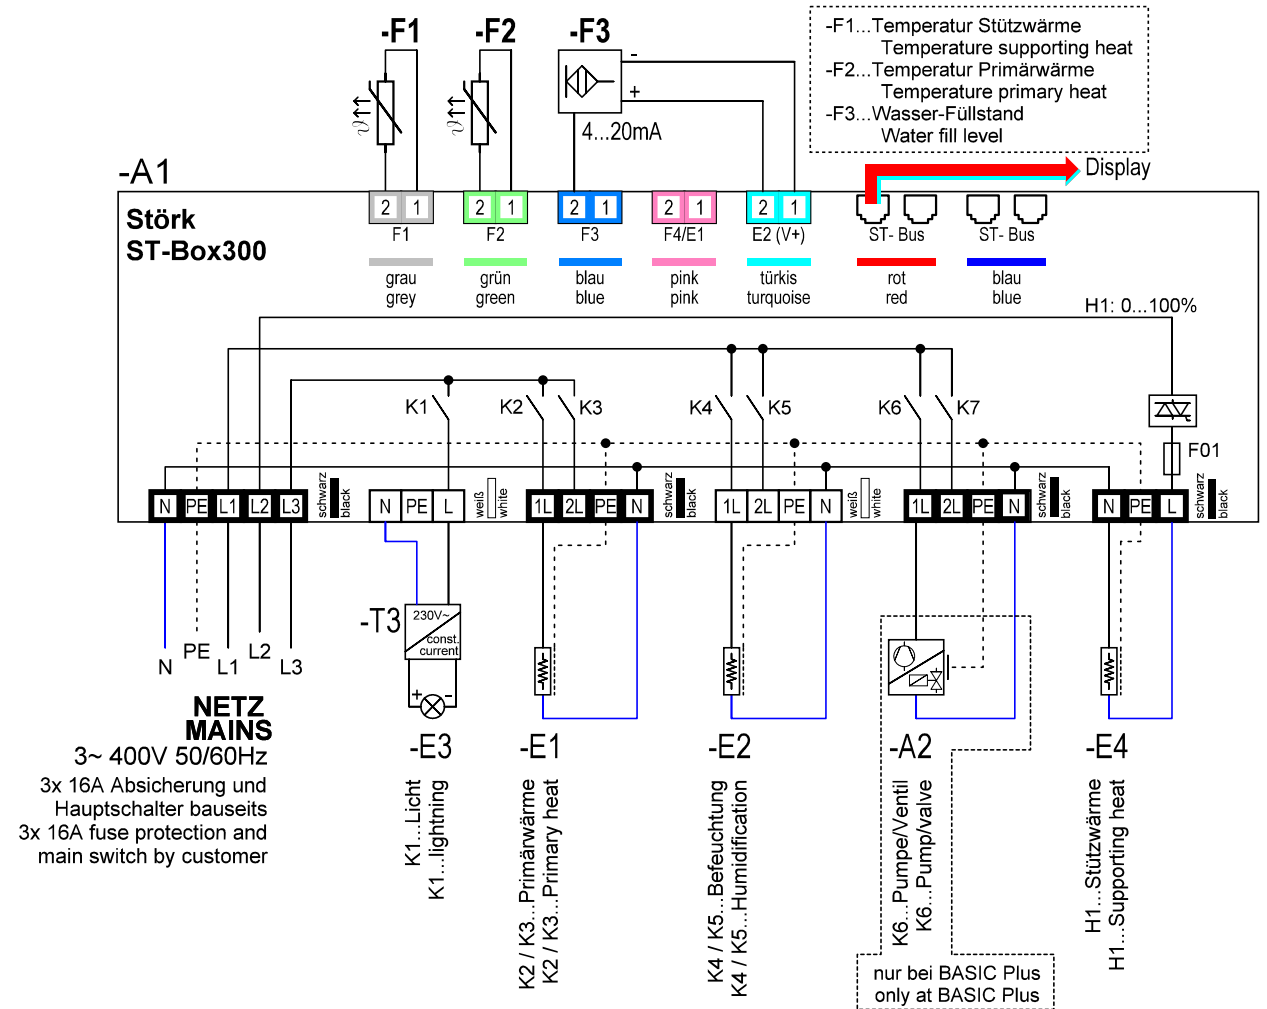 -F1
-F2
-F3
-F1...Temperatur Stützwärme
Temperature supporting heat
-F2...Temperatur Primärwärme
Temperature primary heat
-F3...Wasser-Füllstand
Water fill level
ϑ
ϑ
-
+
4...20mA
-A1
Display
Störk
ST-Box300
2 1
2 1
2 1
2 1
2 1
F1
F2
F3
F4/E1
E2 (V+)
ST- Bus
ST- Bus
grau
grey
grün
green
blau
blue
pink
pink
türkis
turquoise
rot
red
blau
blue
H1: 0...100%
K1
K2
K3
K4
K5
K6
K7
F01
N PE L1 L2 L3
schwarz
black
N PE L
weiß
white
1L 2L PE N
schwarz
black
1L 2L PE N
weiß
white
1L 2L PE N
schwarz
black
N PE L
schwarz
black
N
PE
L1
L2
L3
-T3
230V~
const.
current
+
-
NETZ
MAINS
3~ 400V 50/60Hz
3x 16A Absicherung und
Hauptschalter bauseits
3x 16A fuse protection and
main switch by customer
-E3
K1...Licht
K1...lightning
-E1
K2 / K3...Primärwärme
K2 / K3...Primary heat
-E2
K4 / K5...Befeuchtung
K4 / K5...Humidification
-A2
K6...Pumpe/Ventil
K6...Pump/valve
-E4
H1...Stützwärme
H1...Supporting heat
nur bei BASIC Plus
only at BASIC Plus